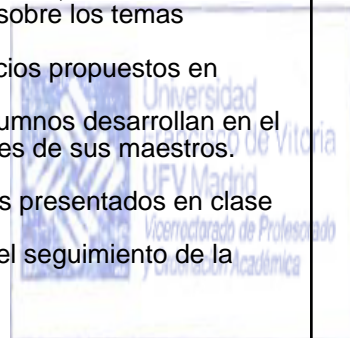 sobre los temas
cios propuestos en
umnos desarrollan en el
es de sus maestros.
s presentados en clase
el seguimiento de la
Universidad
Francisco de Vitoria
UFV Madrid
Vicerrectorado de Profesorado
y Ordenación Académica